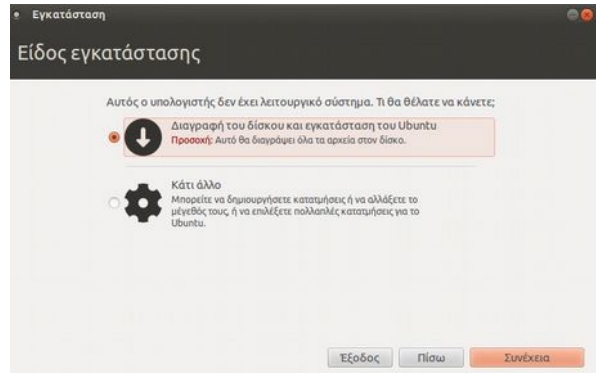 Εγκατάσταση
Είδος εγκατάστασης
Αυτός ο υπολογιστής δεν έχει λειτουργικό σύστημα. Τι θα θέλατε να κάνετε;
Διαγραφή του δίσκου και εγκατάσταση του Ubuntu
Προσοχή: Αυτό θα διαγράψει όλα τα αρχεία στον δίσκο.
Κάτι άλλο
Μπορείτε να δημιουργήσετε κατατμήσεις ή να αλλάξετε το
μέγεθός τους, ή να επιλέξετε πολλαπλές κατατμήσεις για το
Ubuntu.
Έξοδος Πίσω Συνέχεια